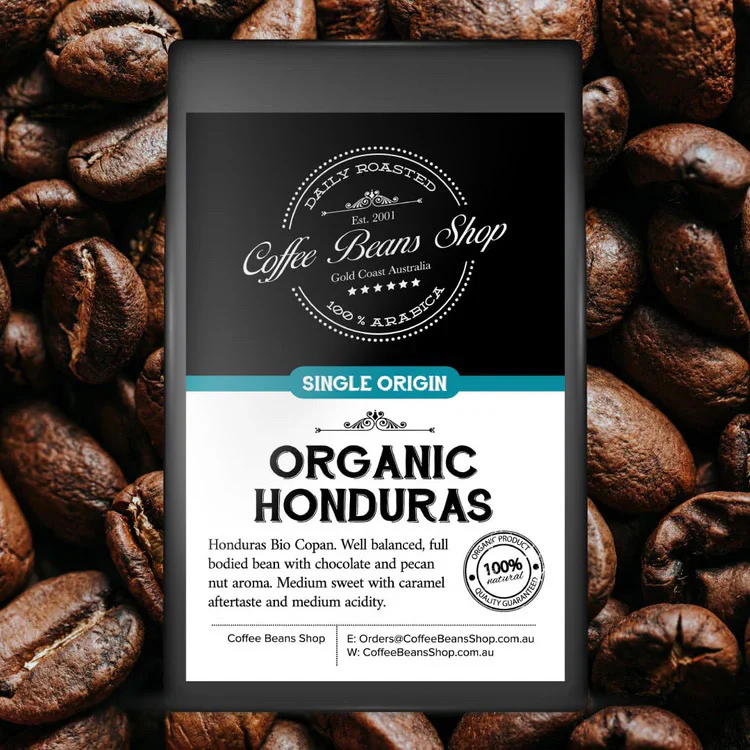 DAILY ROASTED
Est. 2001
Coffee Beans Shop
Gold Coast Australia
100% ARABICA
SINGLE ORIGIN
ORGANIC
HONDURAS
Honduras Bio Copan. Well balanced, full
bodied bean with chocolate and pecan
nut aroma. Medium sweet with caramel
aftertaste and medium acidity.
ORGANIC PRODUCT
100%
natural
QUALITY GUARANTEED
Coffee Beans Shop
E: Orders@CoffeeBeansShop.com.au
W: CoffeeBeansShop.com.au